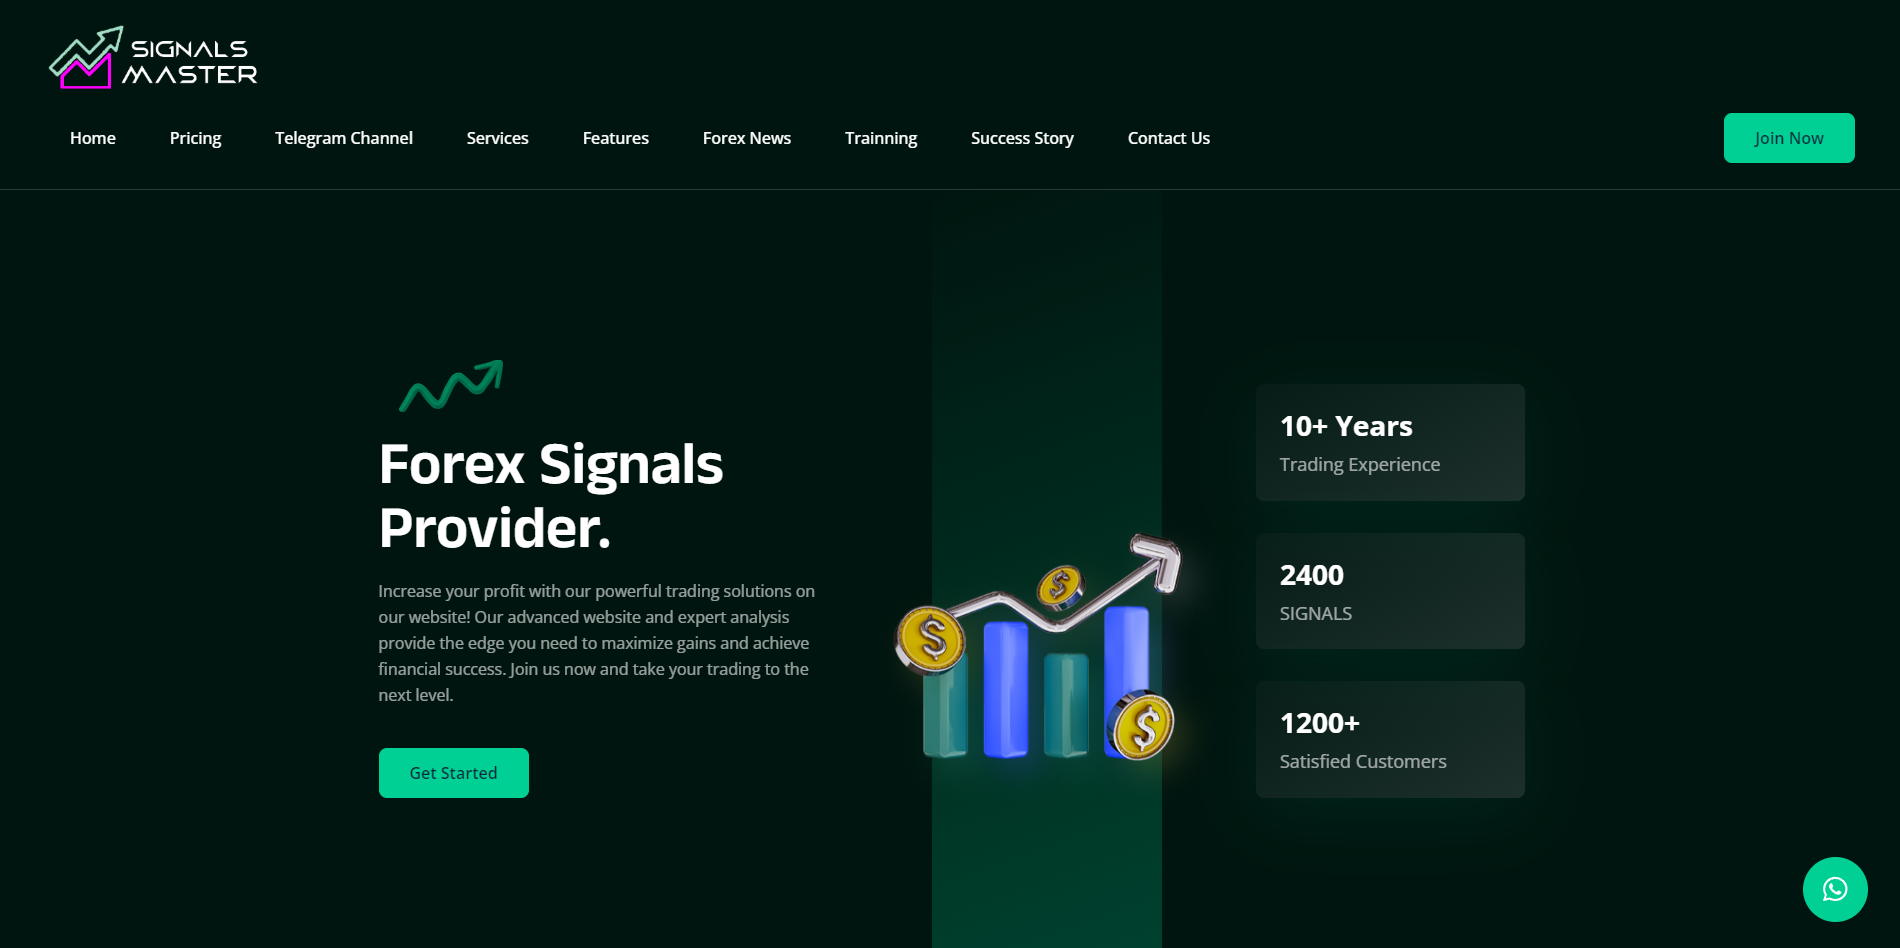 SIGNALS
MASTER
Home Pricing Telegram Channel Services Features Forex News Trainning Success Story Contact Us Join Now
Forex Signals
Provider.
Increase your profit with our powerful trading solutions on
our website! Our advanced website and expert analysis
provide the edge you need to maximize gains and achieve
financial success. Join us now and take your trading to the
next level.
Get Started
$
$
$
10+ Years
Trading Experience
2400
SIGNALS
1200+
Satisfied Customers